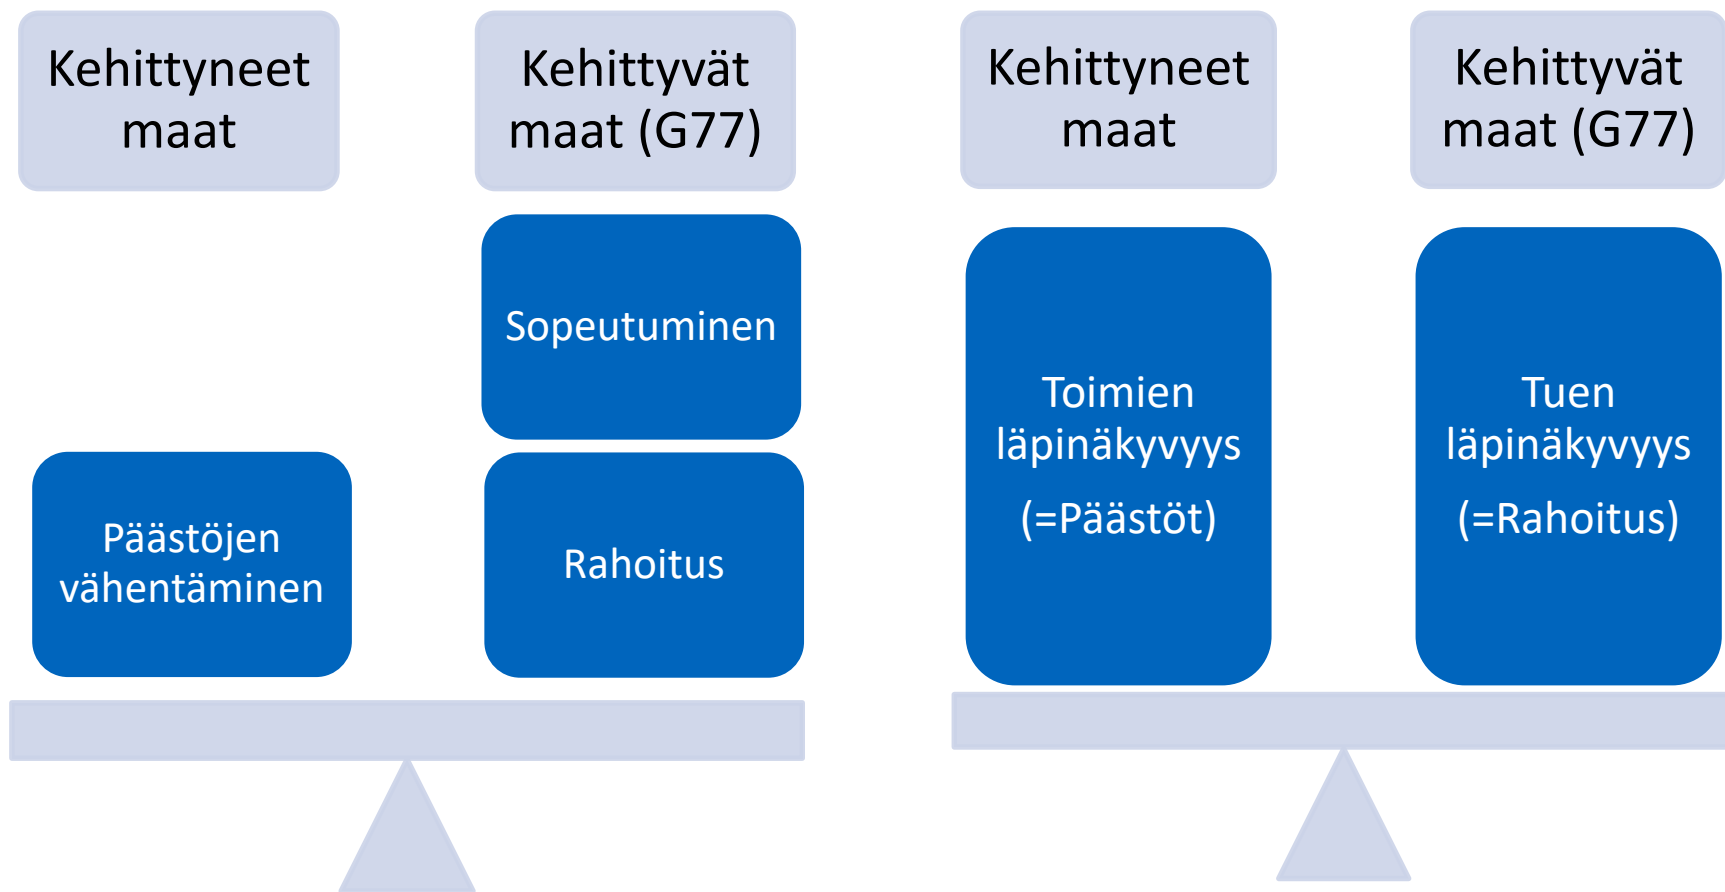 Kehittyneet
maat
Kehittyvät
maat (G77)
Sopeutuminen
Päästöjen
vähentäminen
Rahoitus
Kehittyneet
maat
Kehittyvät
maat (G77)
Toimien
läpinäkyvyys
(=Päästöt)
Tuen
läpinäkyvyys
(=Rahoitus)